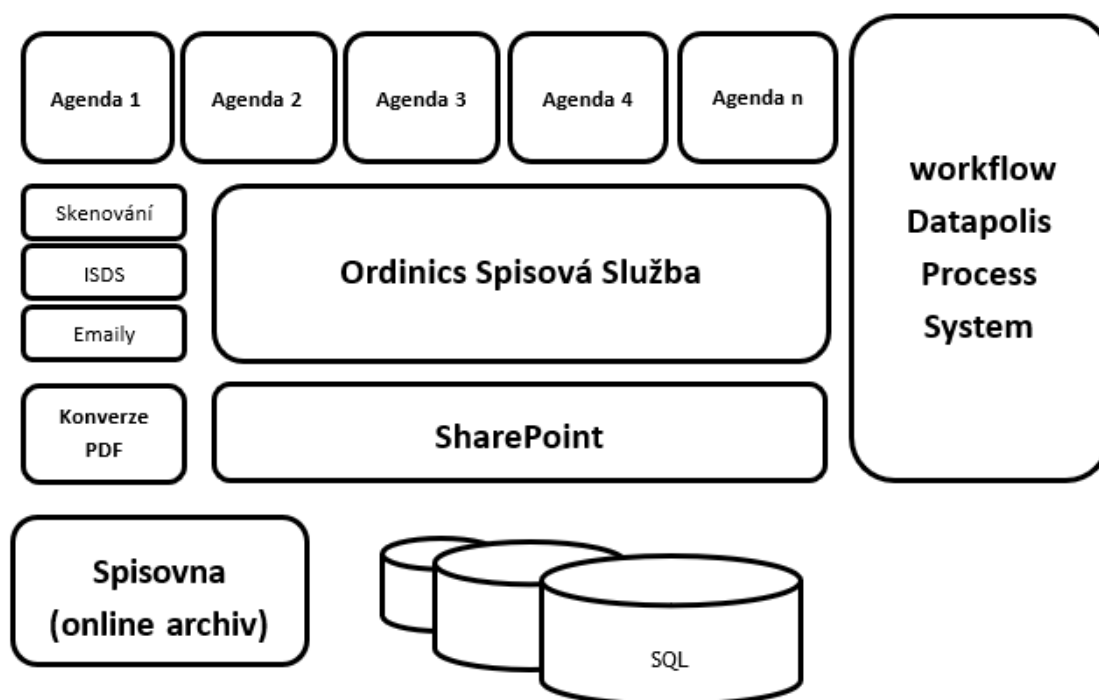 Agenda 1
Agenda 2
Agenda 3
Agenda 4
Agenda n
workflow
Datapolis
Process
System
Skenování
ISDS
Emaily
Ordinics Spisová Služba
Konverze
PDF
SharePoint
Spisovna
(online archiv)
SQL